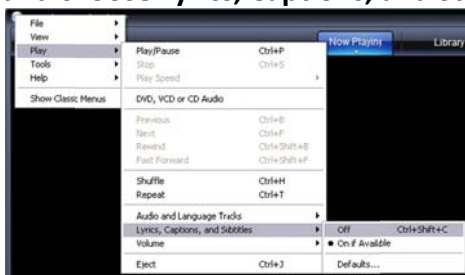 File
View
Play
Tools
Help
Show Classic Menus
Play/Pause Ctrl+P
Stop Ctrl+S
Play Speed
DVD, VCD or CD Audio
Previous Ctrl+B
Next Ctrl+F
Rewind Ctrl+Shift+B
Fast Forward Ctrl+Shift+F
Shuffle Ctrl+H
Repeat Ctrl+T
Audio and Language Tracks
Lyrics, Captions, and Subtitles
Volume
Eject Ctrl+J
Off Ctrl+Shift+C
On if Available
Defaults...
Now Playing
Library